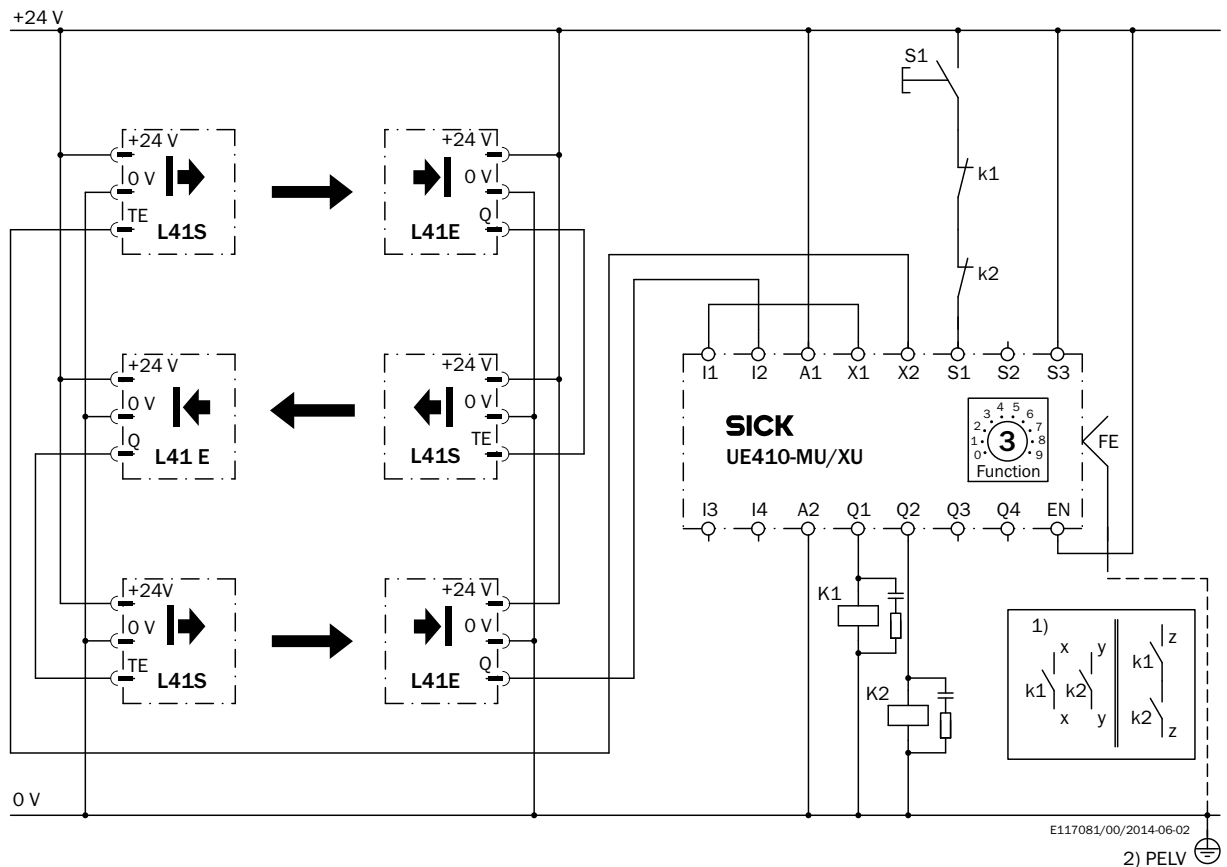 +24 V
S1
+24 V
0 V
TE
L41S
+24 V
0 V
Q
L41E
k1
k2
+24 V
0 V
Q
L41 E
+24 V
0 V
TE
L41S
I1 I2 A1 X1 X2 S1 S2 S3
SICK
UE410-MU/XU
0 1 2 3 4 5 6 7 8 9
3
Function
FE
I3 I4 A2 Q1 Q2 Q3 Q4 EN
+24V
0 V
TE
L41S
+24 V
0 V
Q
L41E
K1
K2
1)
x y z
k1 k2 k1
x y k2 z
0 V
E117081/00/2014-06-02
2) PELV